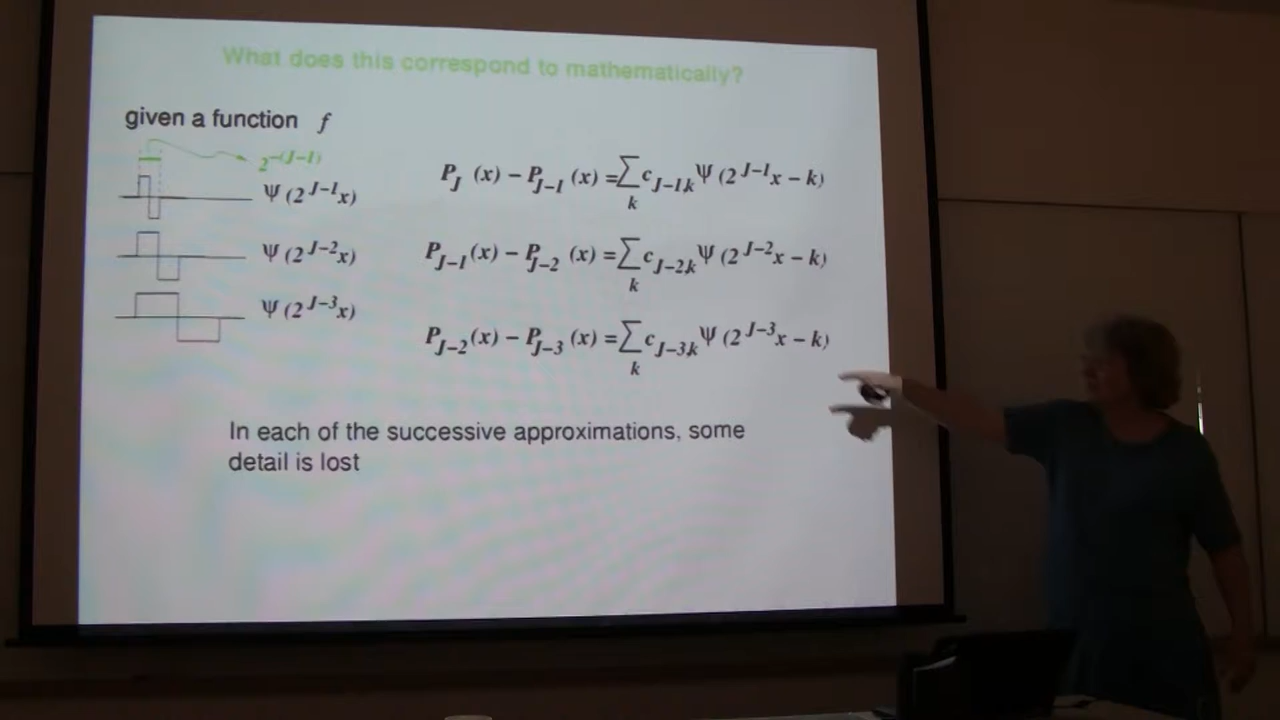 What does this correspond to mathematically?
given a function f
2^-(J-1)
Ψ (2^J-1 x)
P_J (x) - P_J-1 (x) = ∑_k c_J-1k Ψ (2^J-1 x - k)
Ψ (2^J-2 x)
P_J-1 (x) - P_J-2 (x) = ∑_k c_J-2k Ψ (2^J-2 x - k)
Ψ (2^J-3 x)
P_J-2 (x) - P_J-3 (x) = ∑_k c_J-3k Ψ (2^J-3 x - k)
In each of the successive approximations, some
detail is lost